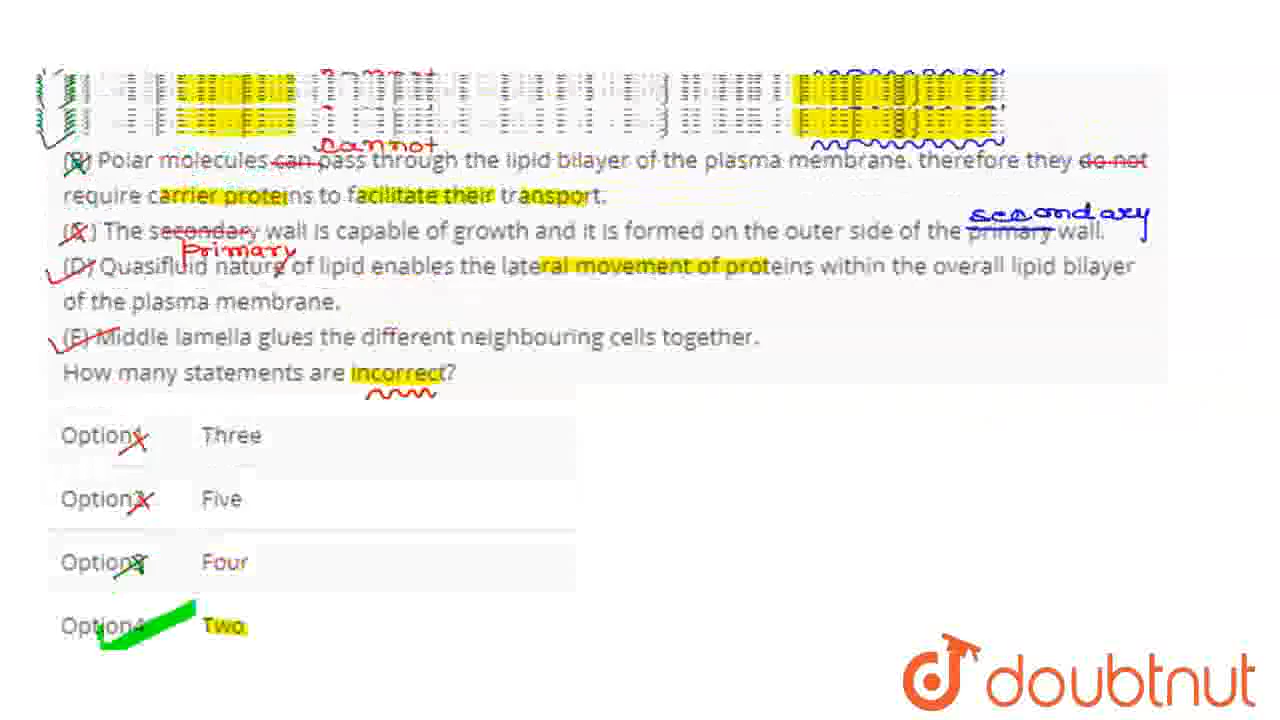 cannot
(B) Polar molecules can pass through the lipid bilayer of the plasma membrane. therefore they do not
require carrier proteins to facilitate their transport.
secondary
(C ) The secondary wall is capable of growth and it is formed on the outer side of the primary wall.
primary
(D) Quasifluid nature of lipid enables the lateral movement of proteins within the overall lipid bilayer
of the plasma membrane.
(E) Middle lamella glues the different neighbouring cells together.
How many statements are incorrect?
Option1 Three
Option2 Five
Option3 Four
Option4 Two
doubtnut